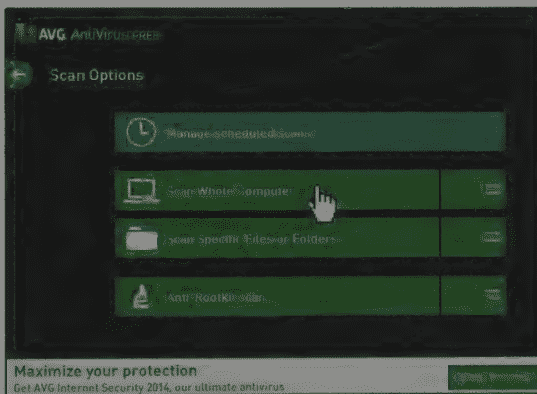 AVG AntiVirus FREE
Scan Options
Manage scheduled Scans
Scan Whole Compute
Scan Specific Files or Folders
Anti-Rootkit scan
Maximize your protection
Get AVG Internet Security 2014, our ultimate antivirus